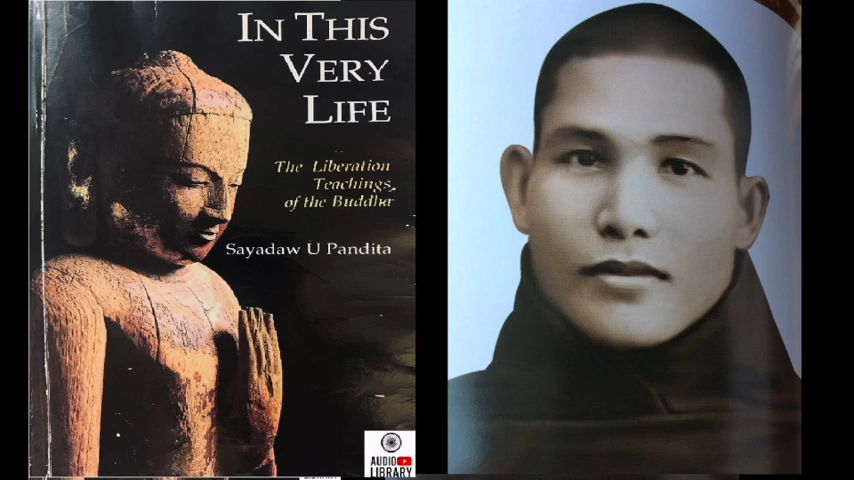 IN THIS
VERY
LIFE
The Liberation
Teachings
of the Buddha
Sayadaw U Pandita
AUDIO
LIBRARY